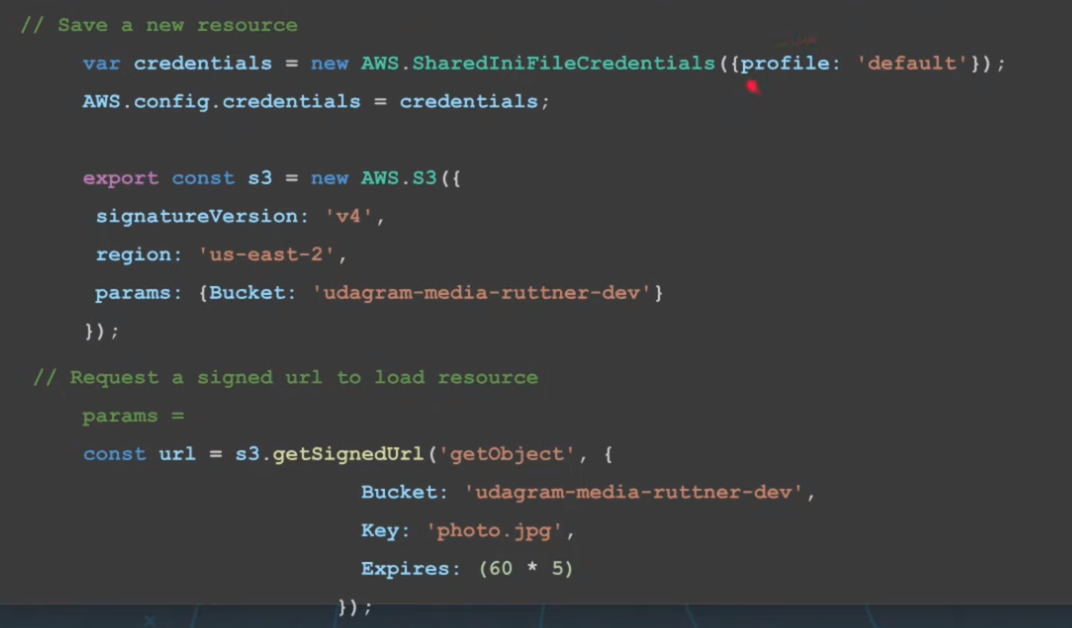 // Save a new resource
var credentials = new AWS.SharedIniFileCredentials({profile: 'default'});
AWS.config.credentials = credentials;
export const s3 = new AWS.S3({
signatureVersion: 'v4',
region: 'us-east-2',
params: {Bucket: 'udagram-media-ruttner-dev'}
});
// Request a signed url to load resource
params =
const url = s3.getSignedUrl('getObject', {
Bucket: 'udagram-media-ruttner-dev',
Key: 'photo.jpg',
Expires: (60 * 5)
});